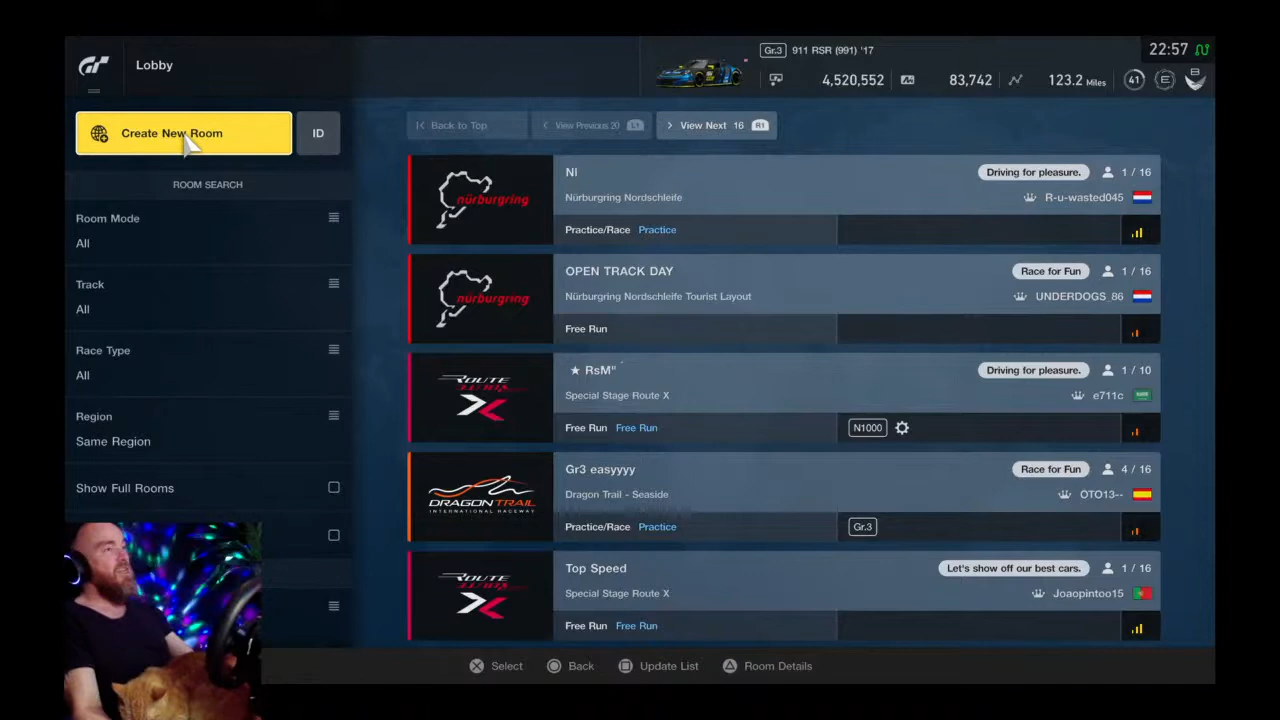 GT
Lobby
Gr.3 911 RSR (991) '17
22:57
4,520,552 83,742 123.2 Miles 41 E B
Create New Room ID
ROOM SEARCH
Room Mode
All
Track
All
Race Type
All
Region
Same Region
Show Full Rooms
Back to Top View Previous 20 L1 View Next 16 R1
nürburgring
NI Driving for pleasure. 1 / 16
Nürburgring Nordschleife R-u-wasted045
Practice/Race Practice
nürburgring
OPEN TRACK DAY Race for Fun 1 / 16
Nürburgring Nordschleife Tourist Layout UNDERDOGS_86
Free Run
ROUTE X
★ RsM" Driving for pleasure. 1 / 10
Special Stage Route X e711c
Free Run Free Run N1000
DRAGON TRAIL
INTERNATIONAL RACEWAY
Gr3 easyyyy Race for Fun 4 / 16
Dragon Trail - Seaside OTO13--
Practice/Race Practice Gr.3
ROUTE X
Top Speed Let's show off our best cars. 1 / 16
Special Stage Route X Joaopintoo15
Free Run Free Run
Select Back Update List Room Details